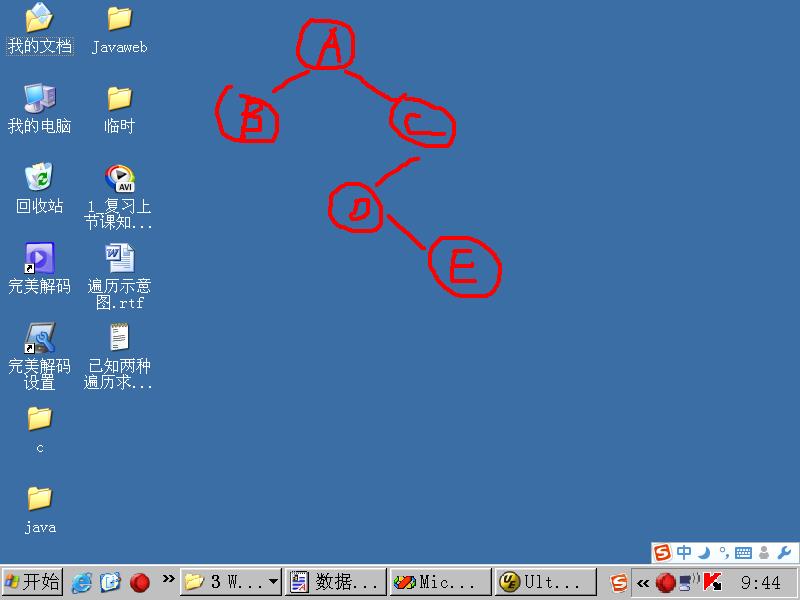 我的文档
Javaweb
A
我的电脑
临时
B
C
回收站
AVI
1_复习上
节课知...
D
完美解码
遍历示意
图.rtf
E
完美解码
设置
已知两种
遍历求...
c
java
中
开始
3 W...
数据...
Mic...
Ult...
9:44